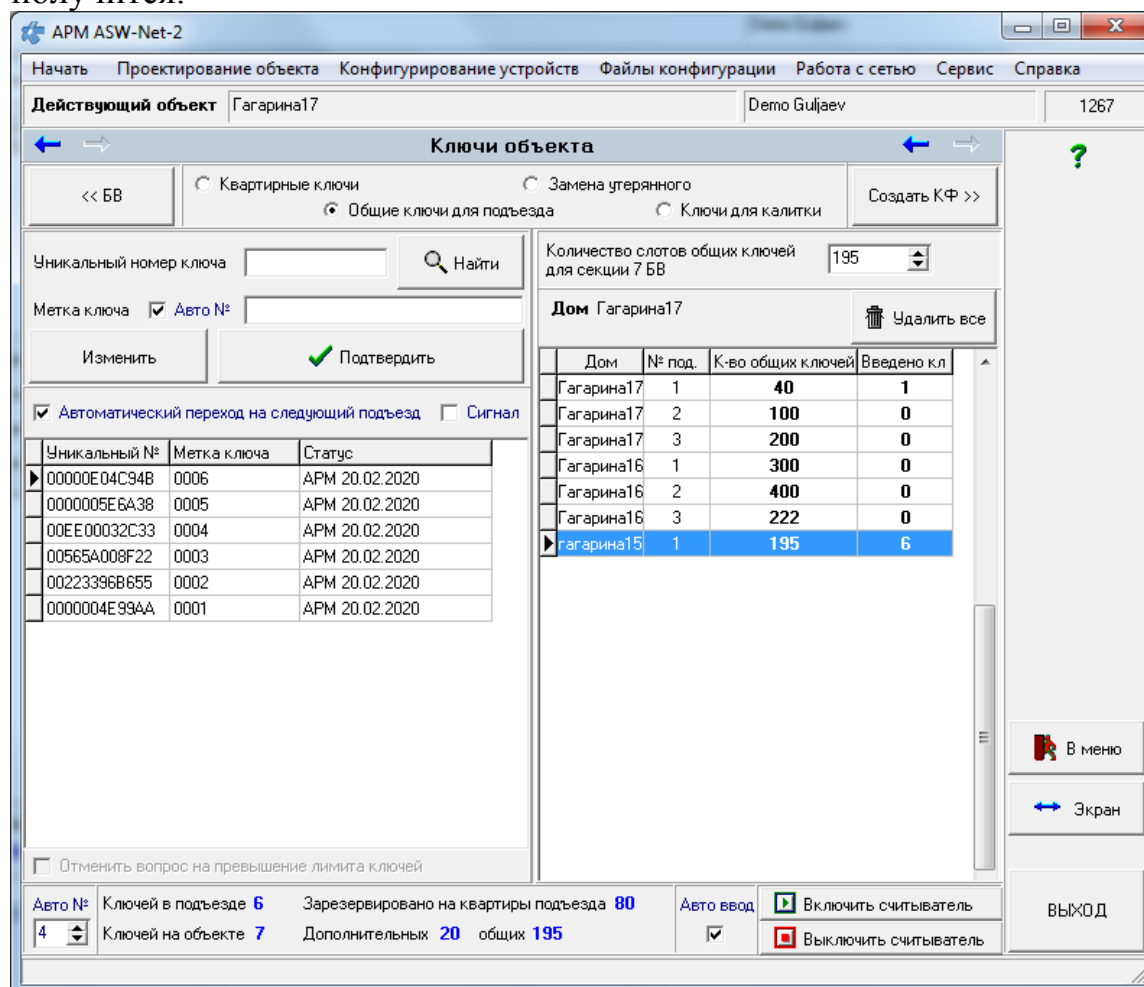 получится.
АРМ ASW-Net-2
Начать Проектирование объекта Конфигурирование устройств Файлы конфигурации Работа с сетью Сервис Справка
Действующий объект Гагарина17 Demo Guljaev 1267
Ключи объекта
<< БВ
Квартирные ключи Замена утерянного
Общие ключи для подъезда Ключи для калитки
Создать КФ >>
Уникальный номер ключа Найти
Метка ключа Авто №
Изменить Подтвердить
Автоматический переход на следующий подъезд Сигнал
Уникальный № Метка ключа Статус
00000E04C94B 0006 АРМ 20.02.2020
0000005E6A38 0005 АРМ 20.02.2020
00EE00032C33 0004 АРМ 20.02.2020
00565A008F22 0003 АРМ 20.02.2020
00223396B655 0002 АРМ 20.02.2020
0000004E99AA 0001 АРМ 20.02.2020
Отменить вопрос на превышение лимита ключей
Количество слотов общих ключей
для секции 7 БВ
195
Дом Гагарина17
Удалить все
Дом № под. К-во общих ключей Введено кл
Гагарина17 1 40 1
Гагарина17 2 100 0
Гагарина17 3 200 0
Гагарина16 1 300 0
Гагарина16 2 400 0
Гагарина16 3 222 0
гагарина15 1 195 6
?
В меню
Экран
ВЫХОД
Авто № Ключей в подъезде 6 Зарезервировано на квартиры подъезда 80 Авто ввод Включить считыватель
4 Ключей на объекте 7 Дополнительных 20 общих 195 Выключить считыватель